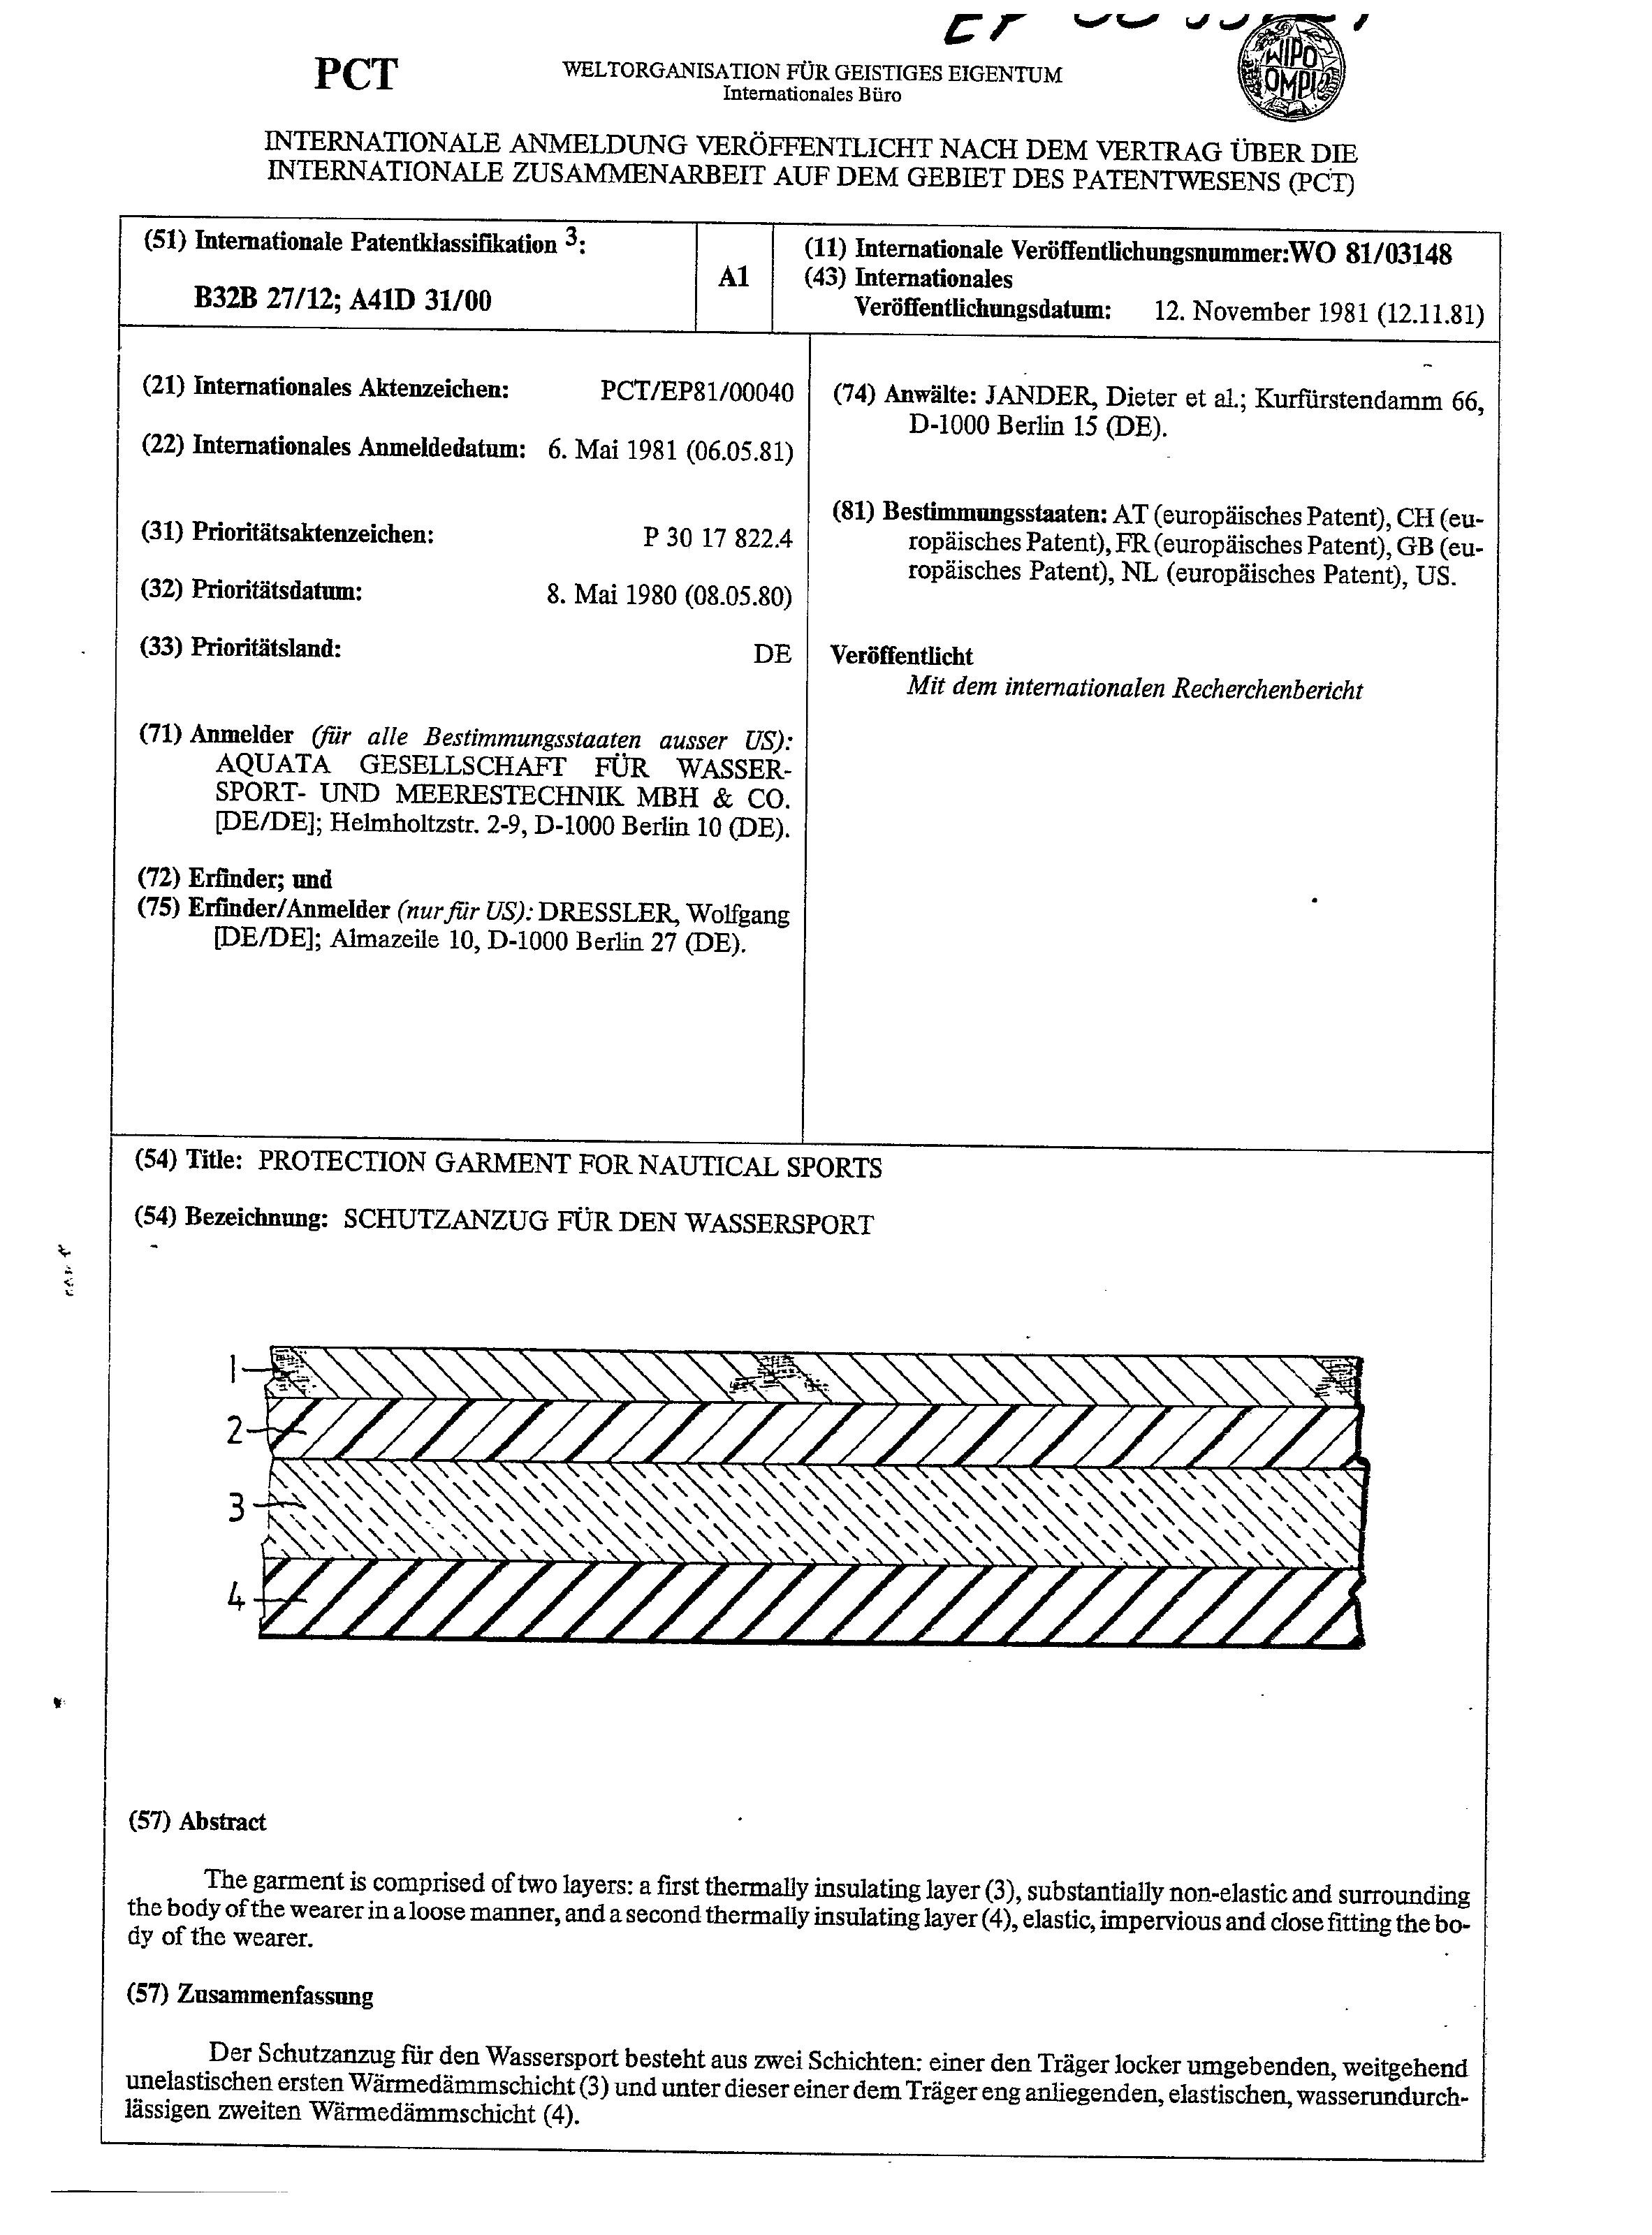 PCT
WELTORGANISATION FÜR GEISTIGES EIGENTUM
Internationales Büro
WIPO
OMPI
INTERNATIONALE ANMELDUNG VERÖFFENTLICHT NACH DEM VERTRAG ÜBER DIE
INTERNATIONALE ZUSAMMENARBEIT AUF DEM GEBIET DES PATENTWESENS (PCT)
(51) Internationale Patentklassifikation 3:
B32B 27/12; A41D 31/00
A1
(11) Internationale Veröffentlichungsnummer:WO 81/03148
(43) Internationales
Veröffentlichungsdatum: 12. November 1981 (12.11.81)
(21) Internationales Aktenzeichen: PCT/EP81/00040
(22) Internationales Anmeldedatum: 6. Mai 1981 (06.05.81)
(31) Prioritätsaktenzeichen: P 30 17 822.4
(32) Prioritätsdatum: 8. Mai 1980 (08.05.80)
(33) Prioritätsland: DE
(71) Anmelder (für alle Bestimmungsstaaten ausser US):
AQUATA GESELLSCHAFT FÜR WASSER-
SPORT- UND MEERESTECHNIK MBH & CO.
[DE/DE]; Helmholtzstr. 2-9, D-1000 Berlin 10 (DE).
(72) Erfinder; und
(75) Erfinder/Anmelder (nur für US): DRESSLER, Wolfgang
[DE/DE]; Almazeile 10, D-1000 Berlin 27 (DE).
(74) Anwälte: JANDER, Dieter et al.; Kurfürstendamm 66,
D-1000 Berlin 15 (DE).
(81) Bestimmungsstaaten: AT (europäisches Patent), CH (eu-
ropäisches Patent), FR (europäisches Patent), GB (eu-
ropäisches Patent), NL (europäisches Patent), US.
Veröffentlicht
Mit dem internationalen Recherchenbericht
(54) Title: PROTECTION GARMENT FOR NAUTICAL SPORTS
(54) Bezeichnung: SCHUTZANZUG FÜR DEN WASSERSPORT
1
2
3
4
(57) Abstract
The garment is comprised of two layers: a first thermally insulating layer (3), substantially non-elastic and surrounding
the body of the wearer in a loose manner, and a second thermally insulating layer (4), elastic, impervious and close fitting the bo-
dy of the wearer.
(57) Zusammenfassung
Der Schutzanzug für den Wassersport besteht aus zwei Schichten: einer den Träger locker umgebenden, weitgehend
unelastischen ersten Wärmedämmschicht (3) und unter dieser einer dem Träger eng anliegenden, elastischen, wasserundurch-
lässigen zweiten Wärmedämmschicht (4).